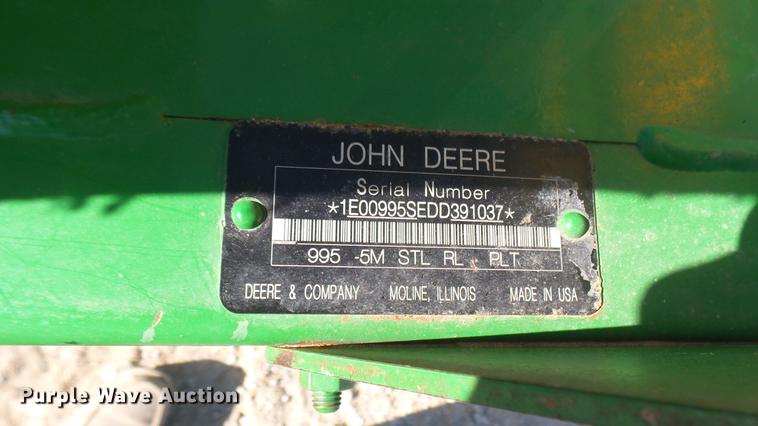 JOHN DEERE
Serial Number
*1E00995SEDD391037*
995 -5M STL RL PLT
DEERE & COMPANY MOLINE, ILLINOIS MADE IN USA
Purple Wave Auction